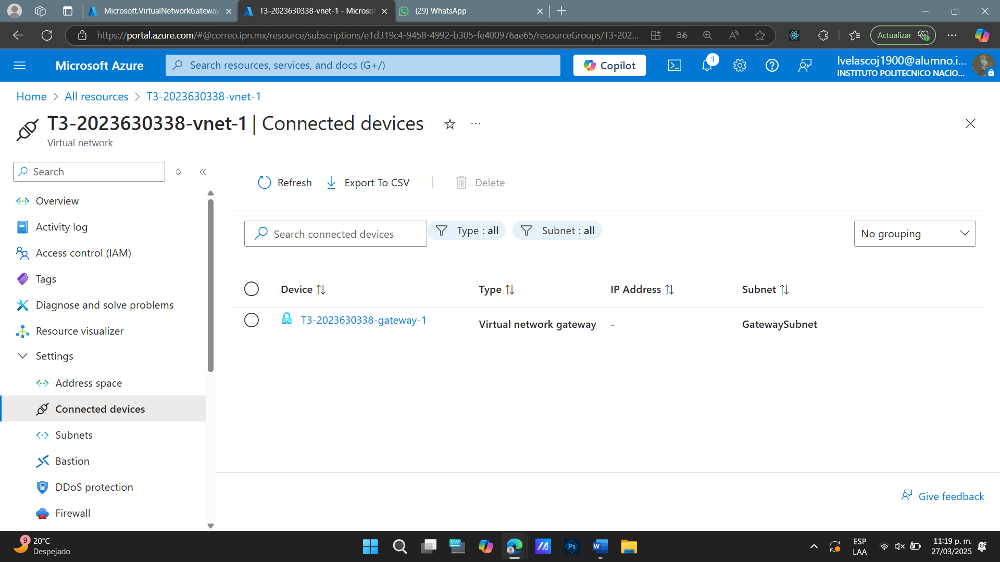 Microsoft.VirtualNetworkGateway
T3-2023630338-vnet-1 - Microsof
(29) WhatsApp
https://portal.azure.com/#@correo.ipn.mx/resource/subscriptions/e1d319c4-9458-4992-b305-fe400976ae65/resourceGroups/T3-202...
Actualizar
Microsoft Azure
Search resources, services, and docs (G+/)
Copilot
1
lvelascoj1900@alumno.i...
INSTITUTO POLITECNICO NACIO...
Home > All resources > T3-2023630338-vnet-1
T3-2023630338-vnet-1 | Connected devices
Virtual network
Search
Overview
Activity log
Access control (IAM)
Tags
Diagnose and solve problems
Resource visualizer
Settings
Address space
Connected devices
Subnets
Bastion
DDoS protection
Firewall
Refresh
Export To CSV
Delete
Search connected devices
Type : all
Subnet : all
No grouping
Device
Type
IP Address
Subnet
T3-2023630338-gateway-1
Virtual network gateway
-
GatewaySubnet
Give feedback
9
20°C
Despejado
Ps
W
ESP
LAA
11:19 p. m.
27/03/2025